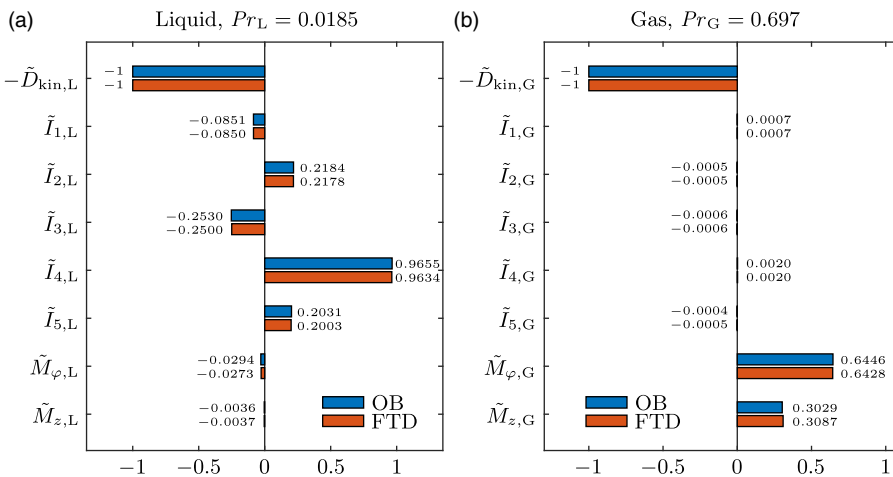 (a) Liquid, Pr_L = 0.0185
−D̃_kin,L
−1
−1
Ĩ_1,L
−0.0851
−0.0850
Ĩ_2,L
0.2184
0.2178
Ĩ_3,L
−0.2530
−0.2500
Ĩ_4,L
0.9655
0.9634
Ĩ_5,L
0.2031
0.2003
M̃_φ,L
−0.0294
−0.0273
M̃_z,L
−0.0036
−0.0037
OB
FTD
−1 −0.5 0 0.5 1
(b) Gas, Pr_G = 0.697
−D̃_kin,G
−1
−1
Ĩ_1,G
0.0007
0.0007
Ĩ_2,G
−0.0005
−0.0005
Ĩ_3,G
−0.0006
−0.0006
Ĩ_4,G
0.0020
0.0020
Ĩ_5,G
−0.0004
−0.0005
M̃_φ,G
0.6446
0.6428
M̃_z,G
0.3029
0.3087
OB
FTD
−1 −0.5 0 0.5 1